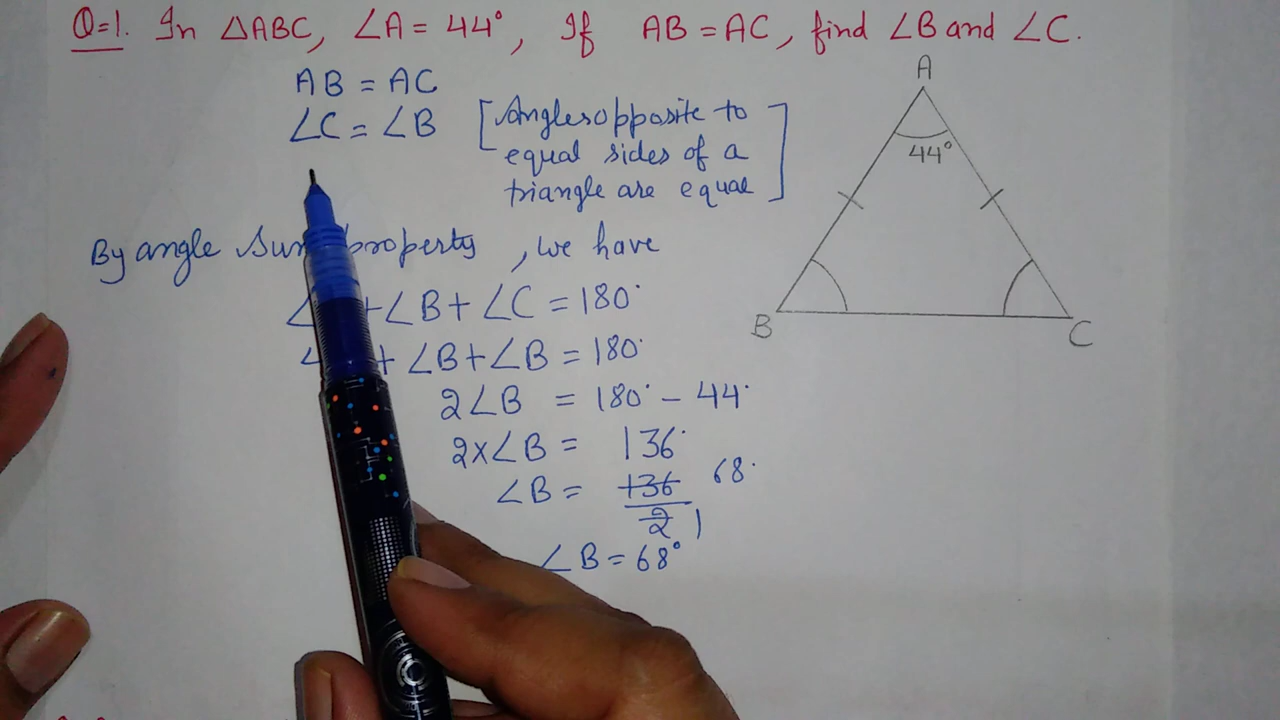 Q=1. In △ABC, ∠A = 44°, If AB = AC, find ∠B and ∠C.
AB = AC
∠C = ∠B [Angles opposite to
equal sides of a
triangle are equal]
By angle Sum property, we have
∠ +∠B + ∠C = 180°
+ ∠B + ∠B = 180°
2∠B = 180° - 44°
2×∠B = 136°
∠B = 136/2 68°
1
∠B = 68°
A
44°
B
C